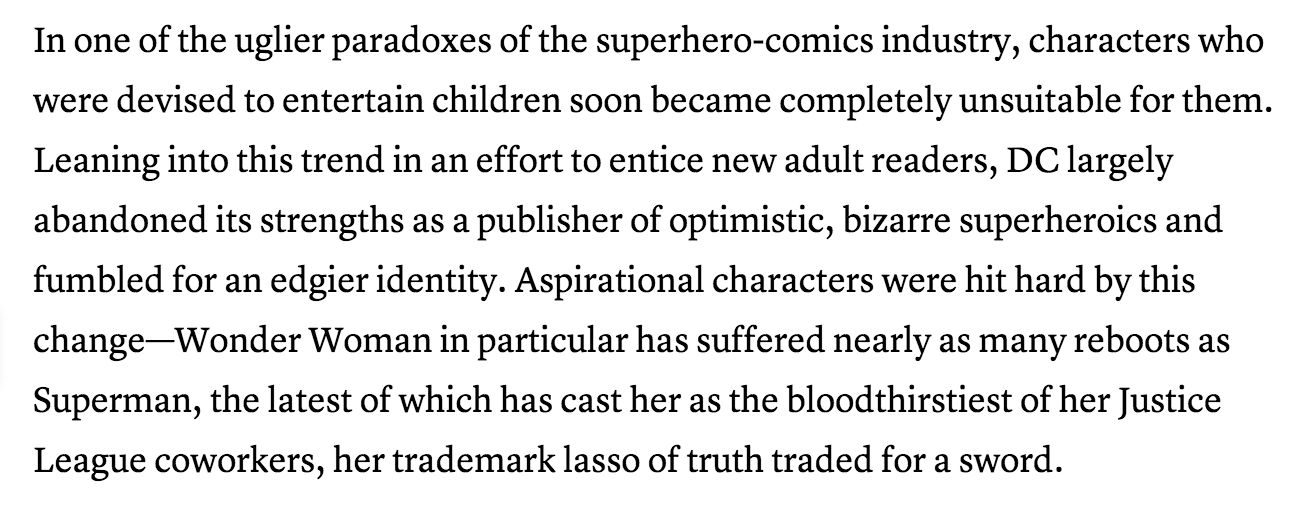 In one of the uglier paradoxes of the superhero-comics industry, characters who
were devised to entertain children soon became completely unsuitable for them.
Leaning into this trend in an effort to entice new adult readers, DC largely
abandoned its strengths as a publisher of optimistic, bizarre superheroics and
fumbled for an edgier identity. Aspirational characters were hit hard by this
change—Wonder Woman in particular has suffered nearly as many reboots as
Superman, the latest of which has cast her as the bloodthirstiest of her Justice
League coworkers, her trademark lasso of truth traded for a sword.